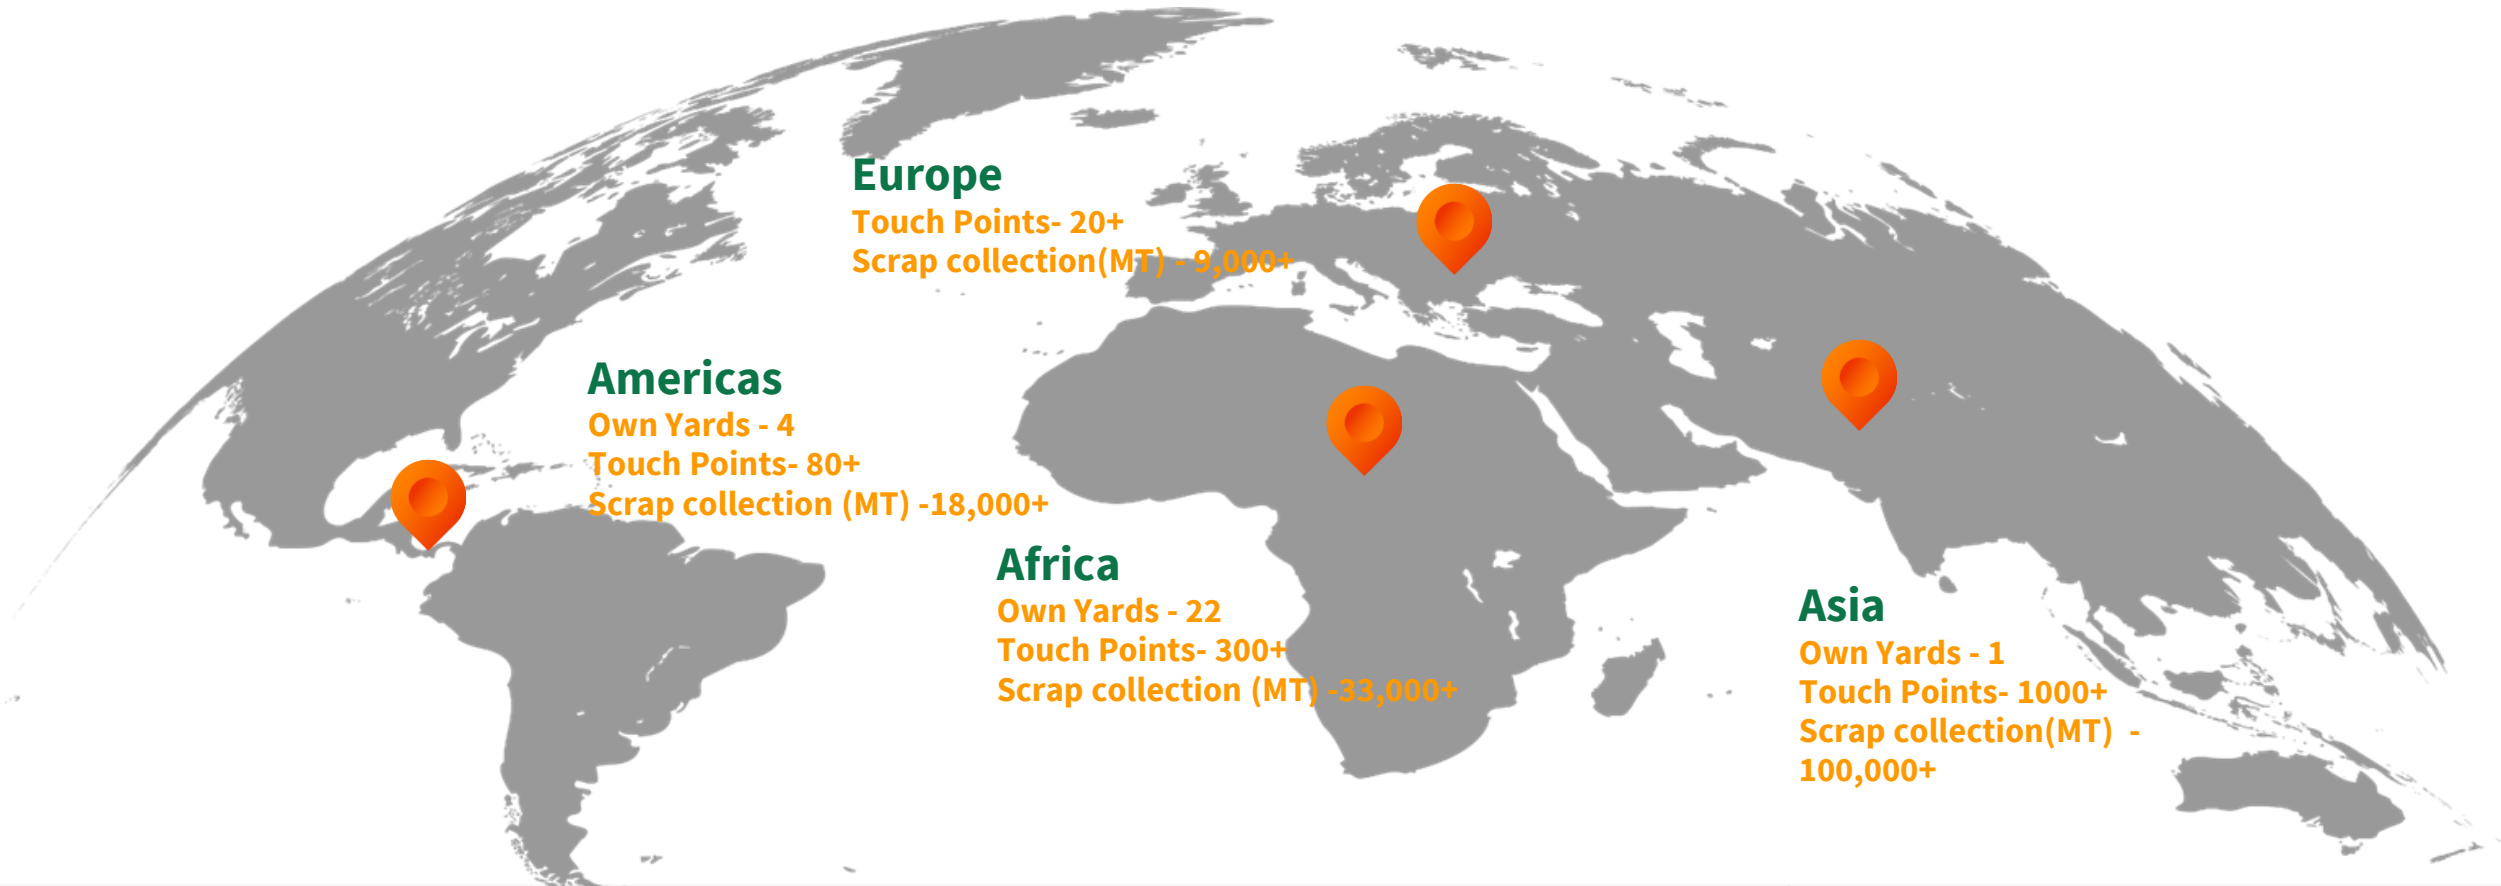 Europe
Touch Points- 20+
Scrap collection(MT) - 9,000+
Americas
Own Yards - 4
Touch Points- 80+
Scrap collection (MT) -18,000+
Africa
Own Yards - 22
Touch Points- 300+
Scrap collection (MT) -33,000+
Asia
Own Yards - 1
Touch Points- 1000+
Scrap collection(MT)  -
100,000+